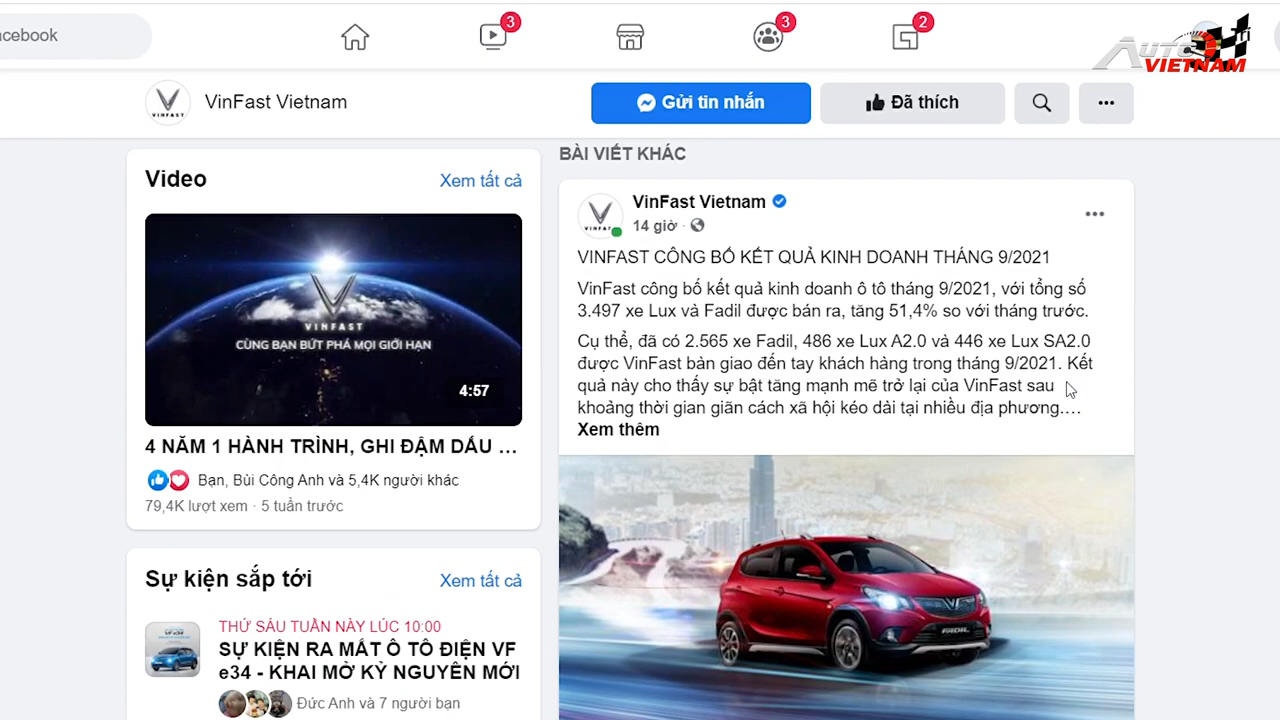 acebook
3
3
2
AUTO
VIETNAM
VINFAST
VinFast Vietnam
Gửi tin nhắn
Đã thích
BÀI VIẾT KHÁC
Video
Xem tất cả
VINFAST
CÙNG BẠN BỨT PHÁ MỌI GIỚI HẠN
4:57
4 NĂM 1 HÀNH TRÌNH, GHI ĐẬM DẤU ...
Bạn, Bùi Công Anh và 5,4K người khác
79,4K lượt xem · 5 tuần trước
Sự kiện sắp tới
Xem tất cả
THỨ SÁU TUẦN NÀY LÚC 10:00
SỰ KIỆN RA MẮT Ô TÔ ĐIỆN VF
e34 - KHAI MỞ KỶ NGUYÊN MỚI
Đức Anh và 7 người bạn
VF e34
VINFAST
VinFast Vietnam
14 giờ ·
VINFAST CÔNG BỐ KẾT QUẢ KINH DOANH THÁNG 9/2021
VinFast công bố kết quả kinh doanh ô tô tháng 9/2021, với tổng số
3.497 xe Lux và Fadil được bán ra, tăng 51,4% so với tháng trước.
Cụ thể, đã có 2.565 xe Fadil, 486 xe Lux A2.0 và 446 xe Lux SA2.0
được VinFast bàn giao đến tay khách hàng trong tháng 9/2021. Kết
quả này cho thấy sự bật tăng mạnh mẽ trở lại của VinFast sau
khoảng thời gian giãn cách xã hội kéo dài tại nhiều địa phương....
Xem thêm
FADIL